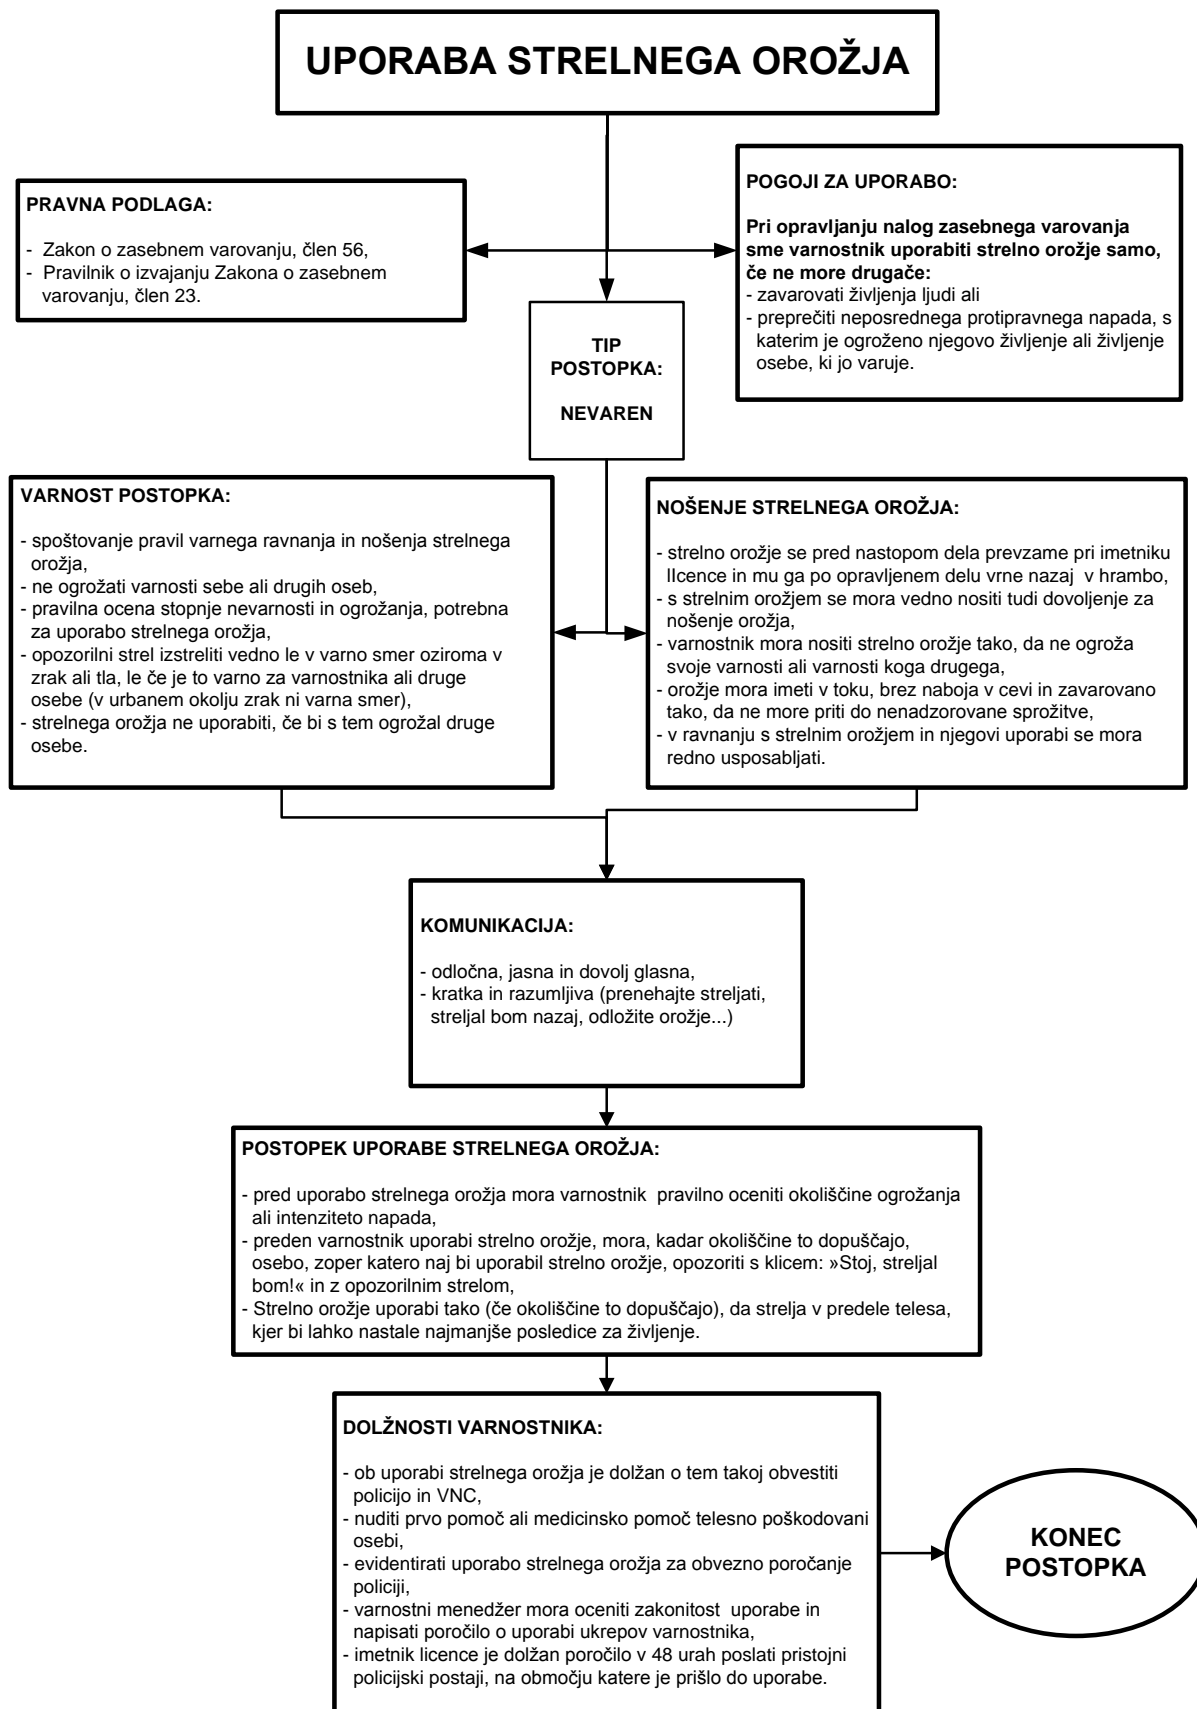 UPORABA STRELNEGA OROŽJA
PRAVNA PODLAGA:
- Zakon o zasebnem varovanju, člen 56,
- Pravilnik o izvajanju Zakona o zasebnem
varovanju, člen 23.
POGOJI ZA UPORABO:
Pri opravljanju nalog zasebnega varovanja
sme varnostnik uporabiti strelno orožje samo,
če ne more drugače:
- zavarovati življenja ljudi ali
- preprečiti neposrednega protipravnega napada, s
katerim je ogroženo njegovo življenje ali življenje
osebe, ki jo varuje.
TIP
POSTOPKA:
NEVAREN
VARNOST POSTOPKA:
- spoštovanje pravil varnega ravnanja in nošenja strelnega
orožja,
- ne ogrožati varnosti sebe ali drugih oseb,
- pravilna ocena stopnje nevarnosti in ogrožanja, potrebna
za uporabo strelnega orožja,
- opozorilni strel izstreliti vedno le v varno smer oziroma v
zrak ali tla, le če je to varno za varnostnika ali druge
osebe (v urbanem okolju zrak ni varna smer),
- strelnega orožja ne uporabiti, če bi s tem ogrožal druge
osebe.
NOŠENJE STRELNEGA OROŽJA:
- strelno orožje se pred nastopom dela prevzame pri imetniku
lIcence in mu ga po opravljenem delu vrne nazaj v hrambo,
- s strelnim orožjem se mora vedno nositi tudi dovoljenje za
nošenje orožja,
- varnostnik mora nositi strelno orožje tako, da ne ogroža
svoje varnosti ali varnosti koga drugega,
- orožje mora imeti v toku, brez naboja v cevi in zavarovano
tako, da ne more priti do nenadzorovane sprožitve,
- v ravnanju s strelnim orožjem in njegovi uporabi se mora
redno usposabljati.
KOMUNIKACIJA:
- odločna, jasna in dovolj glasna,
- kratka in razumljiva (prenehajte streljati,
streljal bom nazaj, odložite orožje...)
POSTOPEK UPORABE STRELNEGA OROŽJA:
- pred uporabo strelnega orožja mora varnostnik pravilno oceniti okoliščine ogrožanja
ali intenziteto napada,
- preden varnostnik uporabi strelno orožje, mora, kadar okoliščine to dopuščajo,
osebo, zoper katero naj bi uporabil strelno orožje, opozoriti s klicem: »Stoj, streljal
bom!« in z opozorilnim strelom,
- Strelno orožje uporabi tako (če okoliščine to dopuščajo), da strelja v predele telesa,
kjer bi lahko nastale najmanjše posledice za življenje.
DOLŽNOSTI VARNOSTNIKA:
- ob uporabi strelnega orožja je dolžan o tem takoj obvestiti
policijo in VNC,
- nuditi prvo pomoč ali medicinsko pomoč telesno poškodovani
osebi,
- evidentirati uporabo strelnega orožja za obvezno poročanje
policiji,
- varnostni menedžer mora oceniti zakonitost uporabe in
napisati poročilo o uporabi ukrepov varnostnika,
- imetnik licence je dolžan poročilo v 48 urah poslati pristojni
policijski postaji, na območju katere je prišlo do uporabe.
KONEC
POSTOPKA